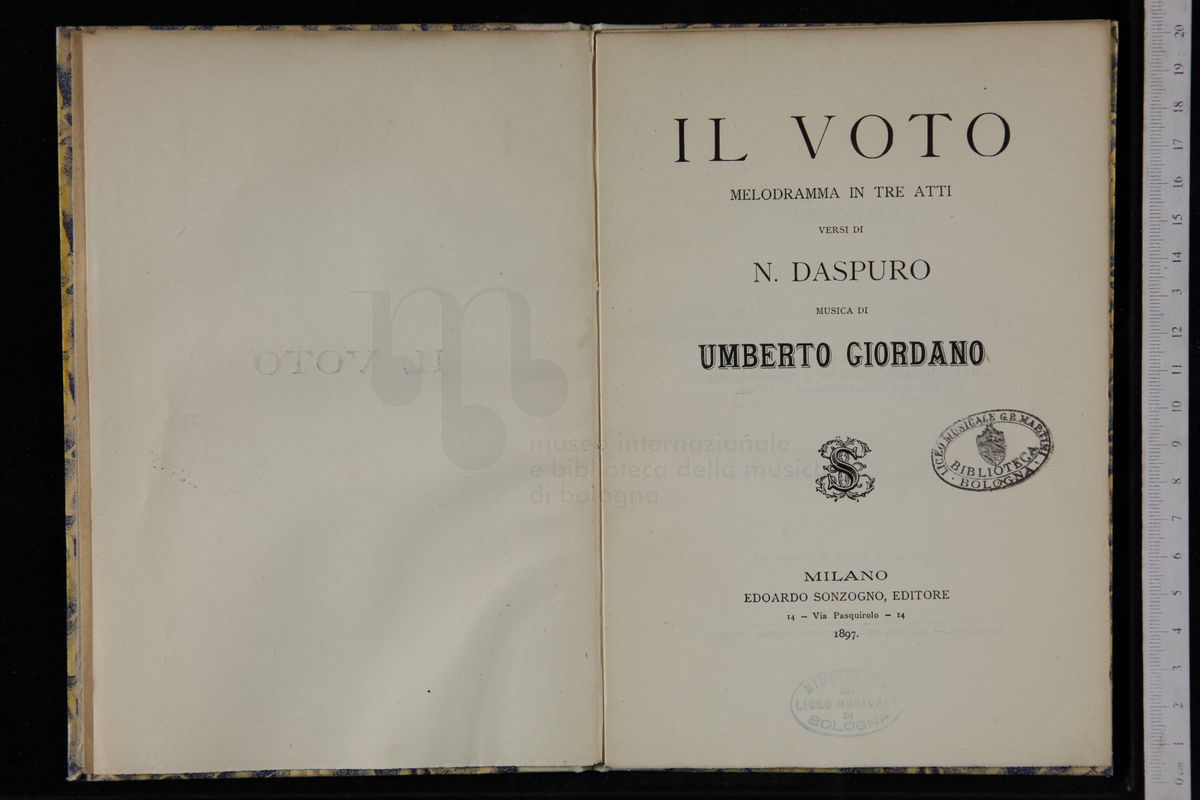 IL VOTO
museo internazionale
e biblioteca della musica
di bologna
IL VOTO
MELODRAMMA IN TRE ATTI
VERSI DI
N. DASPURO
MUSICA DI
UMBERTO GIORDANO
S
LICEO MUSICALE G.B. MARTINI
BIBLIOTECA
· BOLOGNA ·
MILANO
EDOARDO SONZOGNO, EDITORE
14 — Via Pasquirolo — 14
1897.
BIBLIOTECA
del
LICEO MUSICALE
DI
BOLOGNA
20
19
18
17
16
15
14
3
12
11
10
9
8
7
6
5
4
3
2
1
0 cm